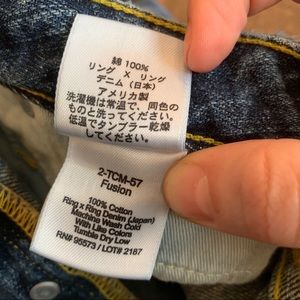 綿 100%
リング X リング
デニム (日本)
アメリカ製
洗濯機は常温で、同色の
ものと洗ってください。
低温でタンブラー乾燥
してください。
2-TCM-57
Fusion
100% Cotton
Ring x Ring Denim (Japan)
Machine Wash Cold
With Like Colors
Tumble Dry Low
RN# 95573 / LOT# 2187